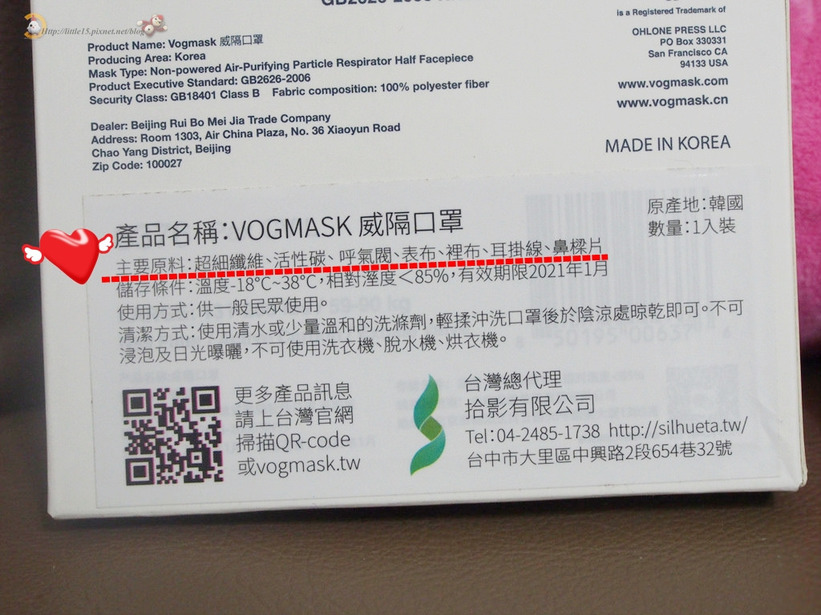 Http://little15.pixnet.net/blog
is a Registered Trademark of
OHLONE PRESS LLC
PO Box 330331
San Francisco CA
94133 USA
www.vogmask.com
www.vogmask.cn
MADE IN KOREA
Product Name: Vogmask 威隔口罩
Producing Area: Korea
Mask Type: Non-powered Air-Purifying Particle Respirator Half Facepiece
Product Executive Standard: GB2626-2006
Security Class: GB18401 Class B Fabric composition: 100% polyester fiber
Dealer: Beijing Rui Bo Mei Jia Trade Company
Address: Room 1303, Air China Plaza, No. 36 Xiaoyun Road
Chao Yang District, Beijing
Zip Code: 100027
產品名稱：VOGMASK 威隔口罩
原產地：韓國
數量：1入裝
主要原料：超細纖維、活性碳、呼氣閥、表布、裡布、耳掛線、鼻樑片
儲存條件：溫度-18°C~38°C，相對溼度＜85%，有效期限2021年1月
使用方式：供一般民眾使用。
清潔方式：使用清水或少量溫和的洗滌劑，輕揉沖洗口罩後於陰涼處晾乾即可。不可
浸泡及日光曝曬，不可使用洗衣機、脫水機、烘衣機。
更多產品訊息
請上台灣官網
掃描QR-code
或vogmask.tw
台灣總代理
拾影有限公司
Tel：04-2485-1738 http://silhueta.tw/
台中市大里區中興路2段654巷32號